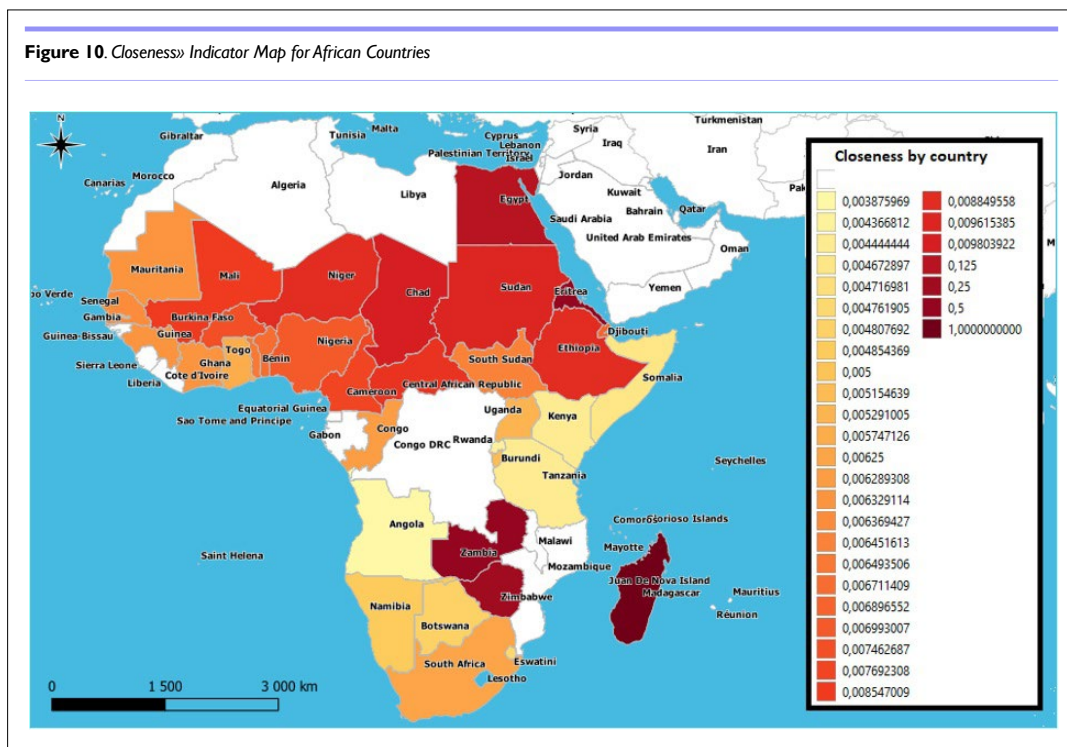 Figure 10. Closeness» Indicator Map for African Countries
N
Gibraltar
Tunisia
Malta
Cyprus
Syria
Turkmenistan
Lebanon
Palestinian Territory
Israel
Iraq
Iran
Morocco
Canarias
Algeria
Libya
Jordan
Kuwait
Egypt
Bahrain
Qatar
Saudi Arabia
United Arab Emirates
Oman
Mauritania
Mali
Niger
Chad
Sudan
Eritrea
Yemen
Senegal
Gambia
Guinea-Bissau
Guinea
Burkina Faso
Djibouti
Sierra Leone
Liberia
Cote d'Ivoire
Ghana
Togo
Benin
Nigeria
South Sudan
Ethiopia
Somalia
Cameroon
Central African Republic
Equatorial Guinea
Sao Tome and Principe
Gabon
Congo
Congo DRC
Uganda
Kenya
Rwanda
Burundi
Tanzania
Seychelles
Angola
Zambia
Malawi
Comoros
Glorioso Islands
Mayotte
Mozambique
Saint Helena
Juan De Nova Island
Madagascar
Mauritius
Réunion
Zimbabwe
Namibia
Botswana
South Africa
Eswatini
Lesotho
0 1 500 3 000 km
Closeness by country
0,003875969
0,004366812
0,004444444
0,004672897
0,004716981
0,004761905
0,004807692
0,004854369
0,005
0,005154639
0,005291005
0,005747126
0,00625
0,006289308
0,006329114
0,006369427
0,006451613
0,006493506
0,006711409
0,006896552
0,006993007
0,007462687
0,007692308
0,008547009
0,008849558
0,009615385
0,009803922
0,125
0,25
0,5
1,0000000000